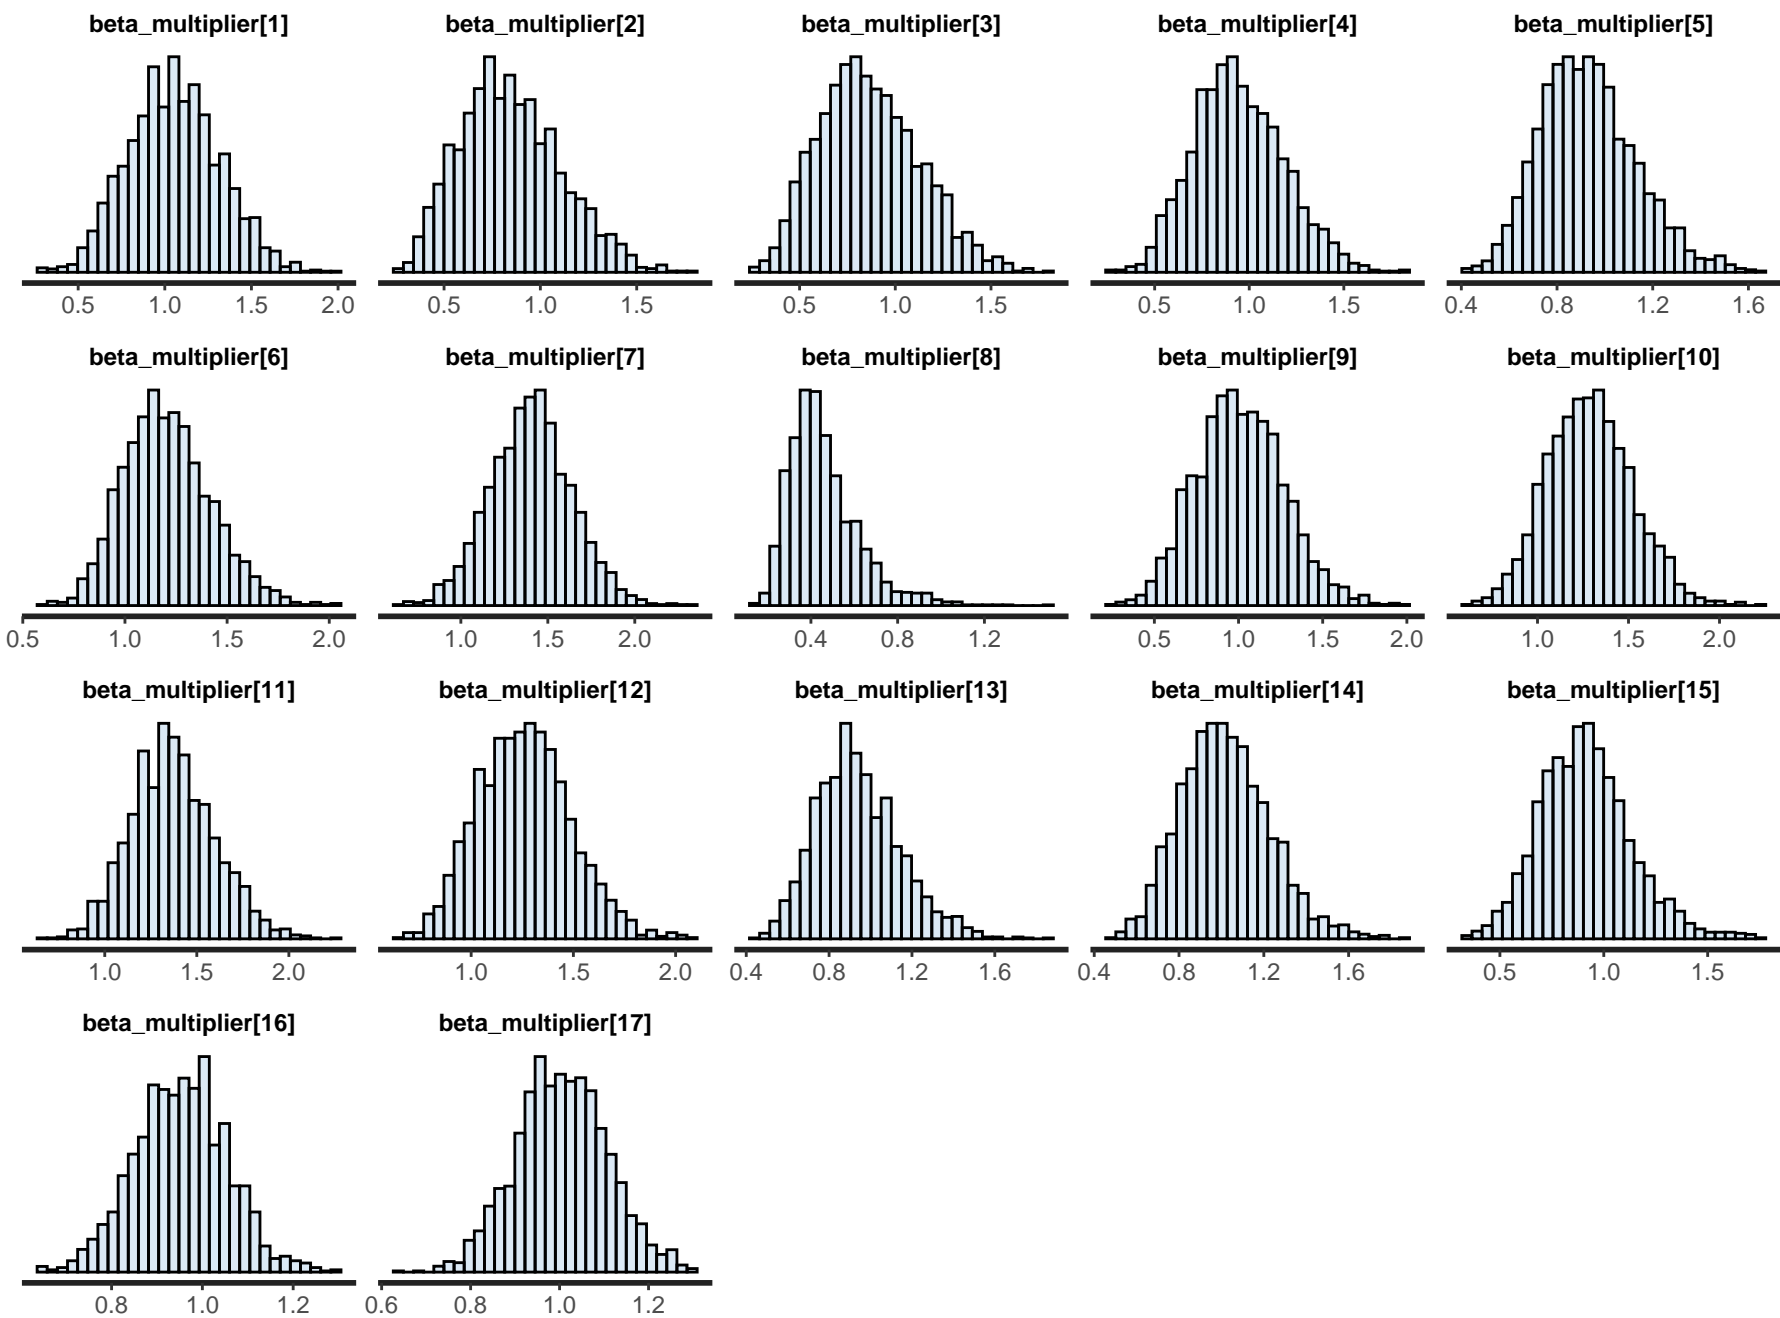 beta_multiplier[1] beta_multiplier[2] beta_multiplier[3] beta_multiplier[4] beta_multiplier[5]
0.5 1.0 1.5 2.0 0.5 1.0 1.5 0.5 1.0 1.5 0.5 1.0 1.5 0.4 0.8 1.2 1.6
beta_multiplier[6] beta_multiplier[7] beta_multiplier[8] beta_multiplier[9] beta_multiplier[10]
0.5 1.0 1.5 2.0 1.0 1.5 2.0 0.4 0.8 1.2 0.5 1.0 1.5 2.0 1.0 1.5 2.0
beta_multiplier[11] beta_multiplier[12] beta_multiplier[13] beta_multiplier[14] beta_multiplier[15]
1.0 1.5 2.0 1.0 1.5 2.0 0.4 0.8 1.2 1.6 0.4 0.8 1.2 1.6 0.5 1.0 1.5
beta_multiplier[16] beta_multiplier[17]
0.8 1.0 1.2 0.6 0.8 1.0 1.2